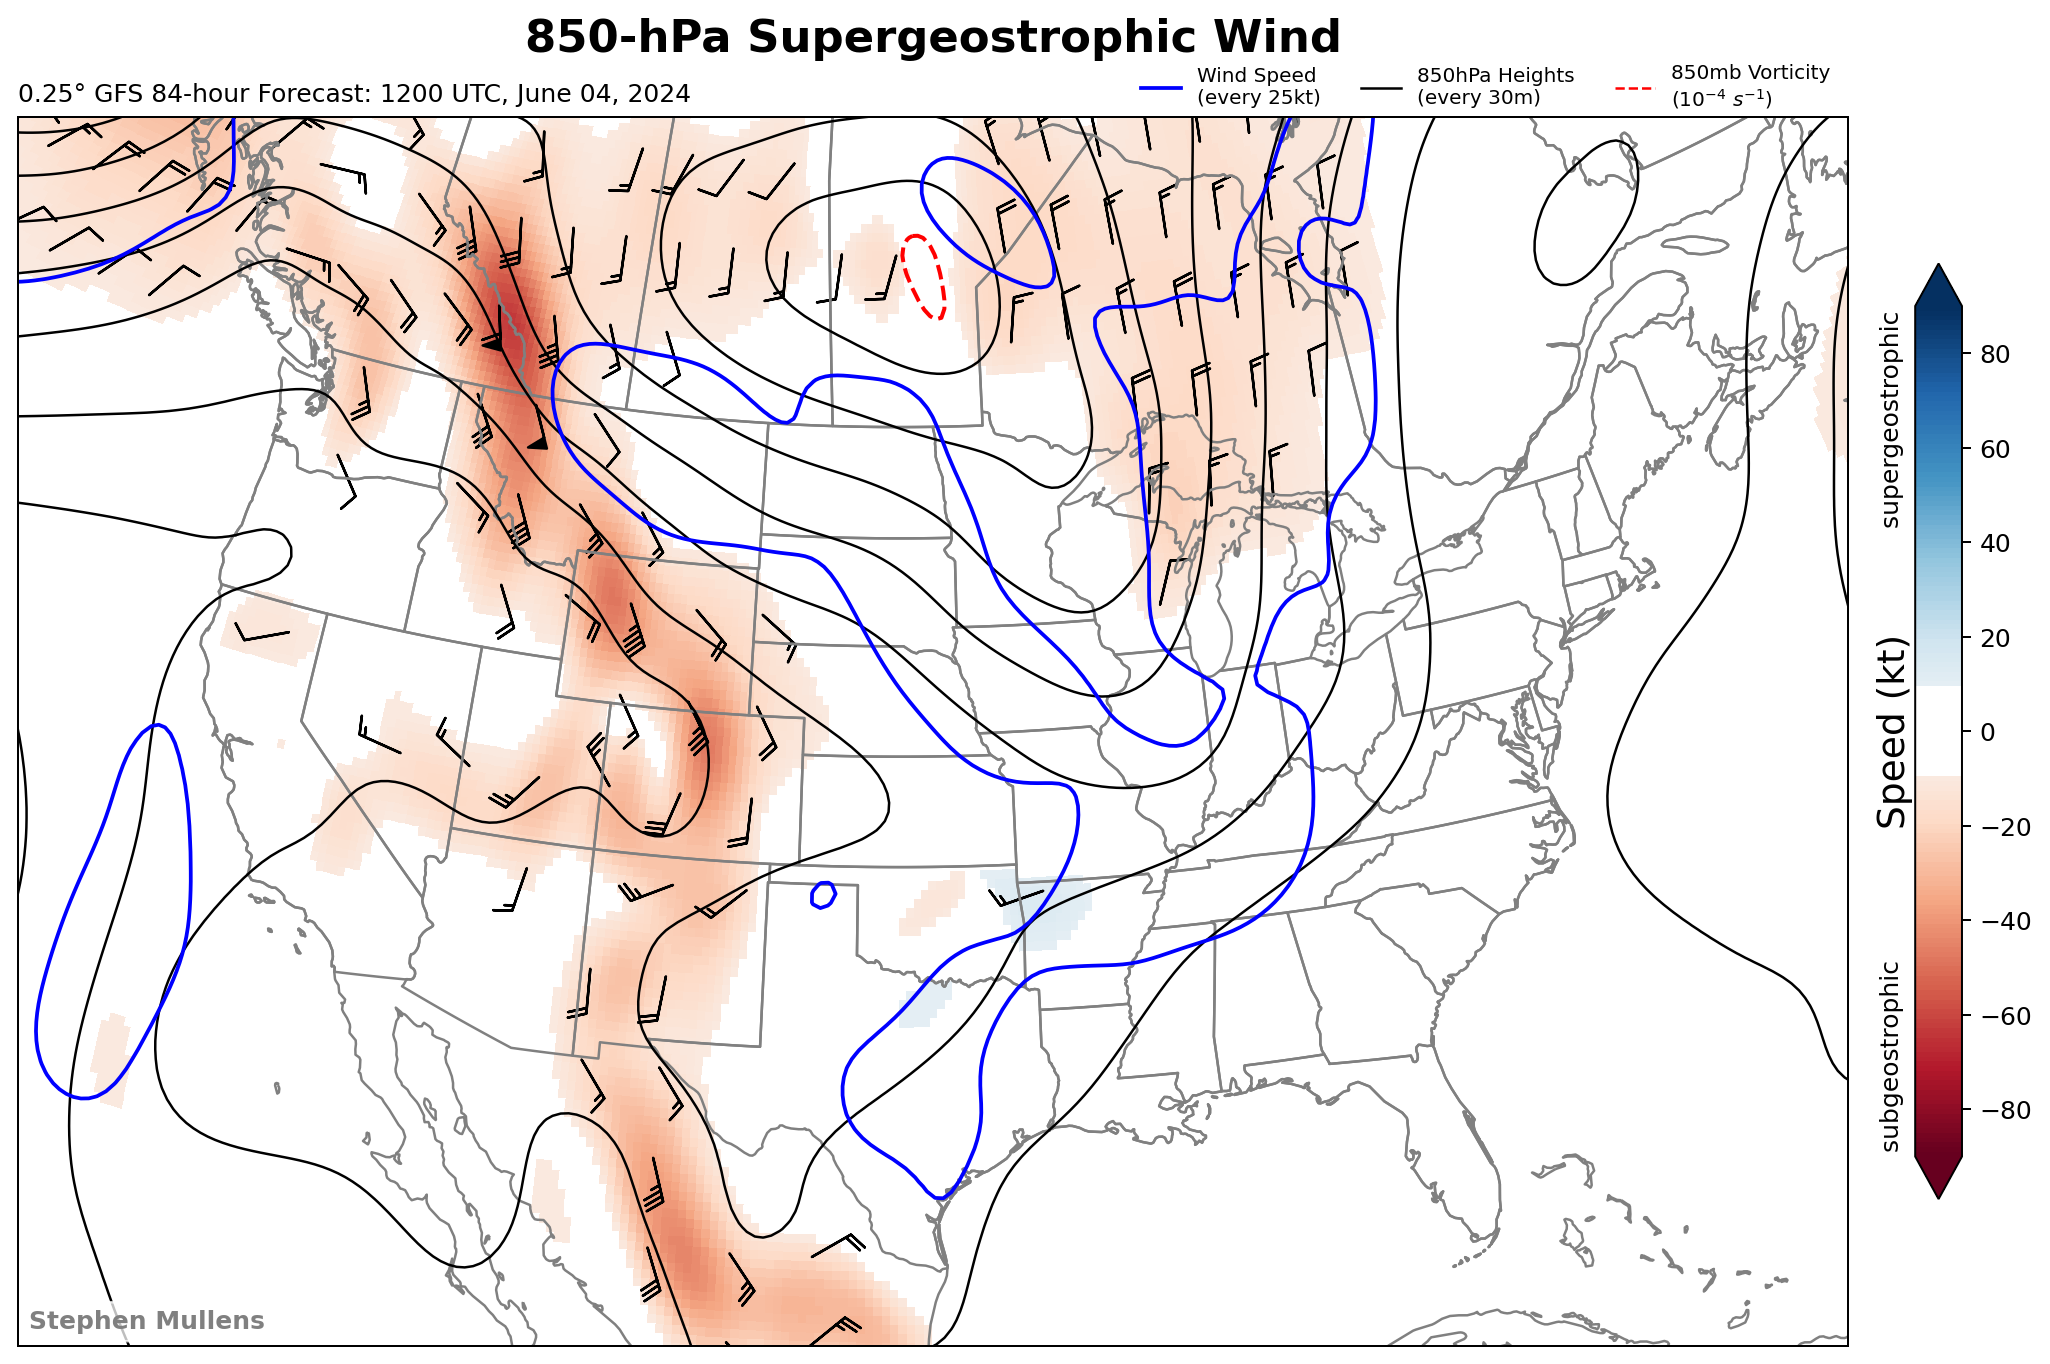 850-hPa Supergeostrophic Wind
0.25° GFS 84-hour Forecast: 1200 UTC, June 04, 2024
Wind Speed
(every 25kt)
850hPa Heights
(every 30m)
850mb Vorticity
(10⁻⁴ s⁻¹)
supergeostrophic
Speed (kt)
subgeostrophic
80
60
40
20
0
−20
−40
−60
−80
Stephen Mullens